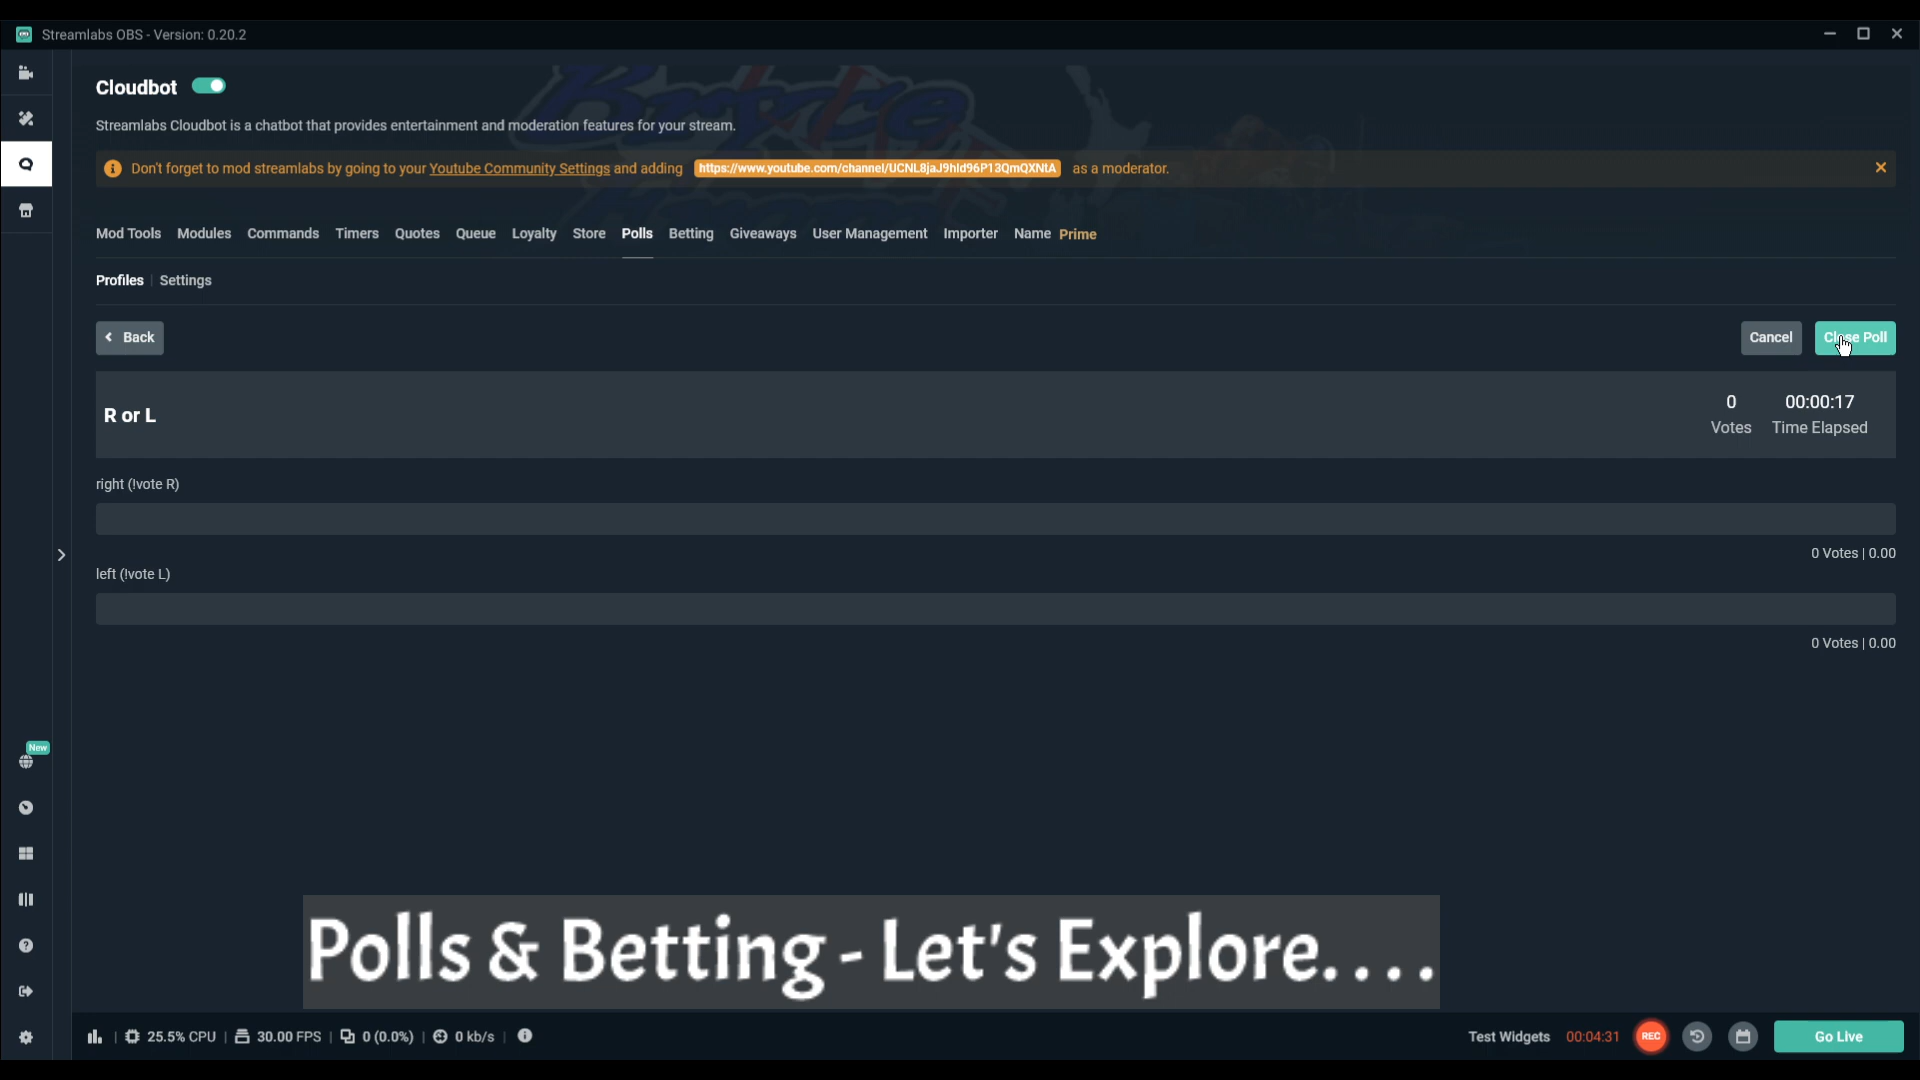 Streamlabs OBS - Version: 0.20.2
Cloudbot
Streamlabs Cloudbot is a chatbot that provides entertainment and moderation features for your stream.
Don't forget to mod streamlabs by going to your Youtube Community Settings and adding https://www.youtube.com/channel/UCNL8jaJ9hId96P13QmQXNtA as a moderator.
Mod Tools Modules Commands Timers Quotes Queue Loyalty Store Polls Betting Giveaways User Management Importer Name Prime
Profiles | Settings
Back Cancel Close Poll
R or L
0 00:00:17
Votes Time Elapsed
right (!vote R)
0 Votes | 0.00
left (!vote L)
0 Votes | 0.00
New
Polls & Betting - Let's Explore....
25.5% CPU 30.00 FPS 0 (0.0%) 0 kb/s Test Widgets 00:04:31 REC Go Live